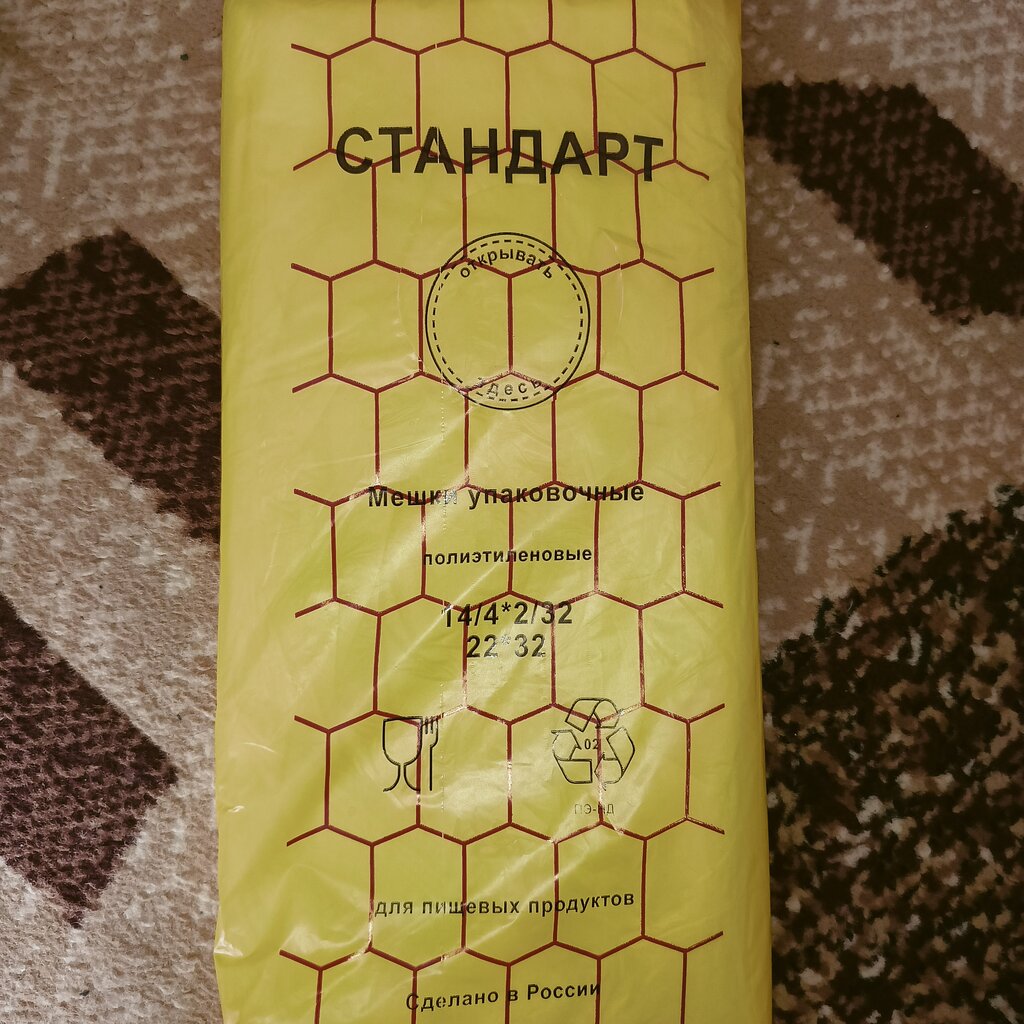 СТАНДАРТ
открывать
здесь
Мешки упаковочные
полиэтиленовые
14/4*2/32
22*32
02
ПЭ-НД
для пищевых продуктов
Сделано в России